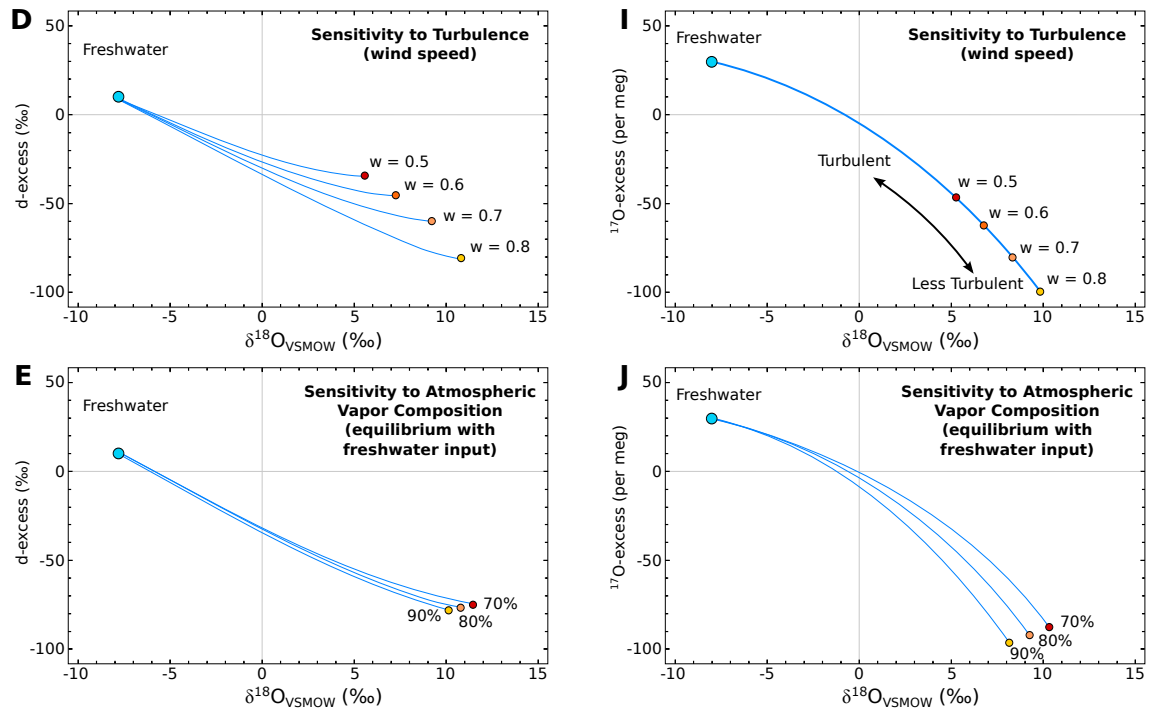 D
Sensitivity to Turbulence
(wind speed)
Freshwater
d-excess (‰)
50
0
-50
-100
w = 0.5
w = 0.6
w = 0.7
w = 0.8
-10
-5
0
5
10
15
δ¹⁸O_VSMOW (‰)
I
Sensitivity to Turbulence
(wind speed)
Freshwater
¹⁷O-excess (per meg)
50
0
-50
-100
Turbulent
Less Turbulent
w = 0.5
w = 0.6
w = 0.7
w = 0.8
-10
-5
0
5
10
15
δ¹⁸O_VSMOW (‰)
E
Sensitivity to Atmospheric
Vapor Composition
(equilibrium with
freshwater input)
Freshwater
d-excess (‰)
50
0
-50
-100
90%
80%
70%
-10
-5
0
5
10
15
δ¹⁸O_VSMOW (‰)
J
Sensitivity to Atmospheric
Vapor Composition
(equilibrium with
freshwater input)
Freshwater
¹⁷O-excess (per meg)
50
0
-50
-100
70%
80%
90%
-10
-5
0
5
10
15
δ¹⁸O_VSMOW (‰)